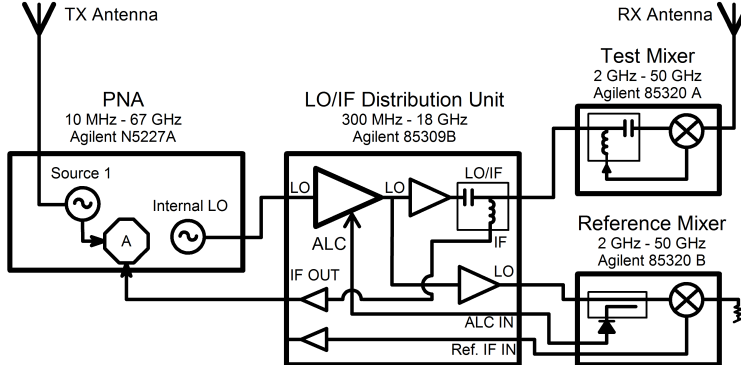 TX Antenna
RX Antenna
PNA
10 MHz - 67 GHz
Agilent N5227A
LO/IF Distribution Unit
300 MHz - 18 GHz
Agilent 85309B
Test Mixer
2 GHz - 50 GHz
Agilent 85320 A
Source 1
Internal LO
A
LO
LO
LO/IF
ALC
IF
IF OUT
LO
ALC IN
Ref. IF IN
Reference Mixer
2 GHz - 50 GHz
Agilent 85320 B